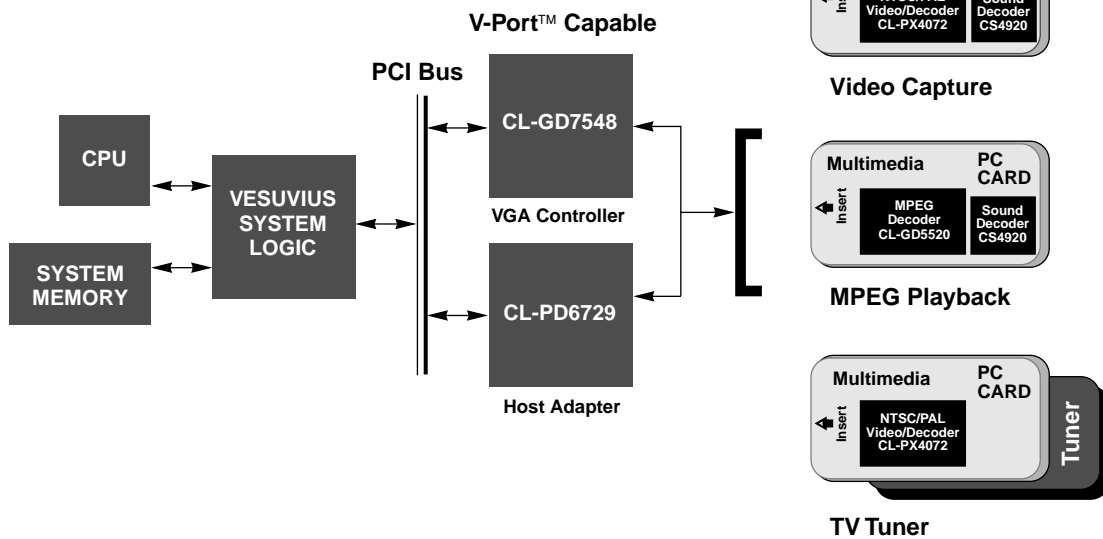 V-Port™ Capable
PCI Bus
CPU
SYSTEM
MEMORY
VESUVIUS
SYSTEM
LOGIC
CL-GD7548
VGA Controller
CL-PD6729
Host Adapter
Video/Decoder
CL-PX4072
Decoder
CS4920
Video Capture
Multimedia
PC
CARD
Insert
MPEG
Decoder
CL-GD5520
Sound
Decoder
CS4920
MPEG Playback
Multimedia
PC
CARD
Insert
NTSC/PAL
Video/Decoder
CL-PX4072
Tuner
TV Tuner